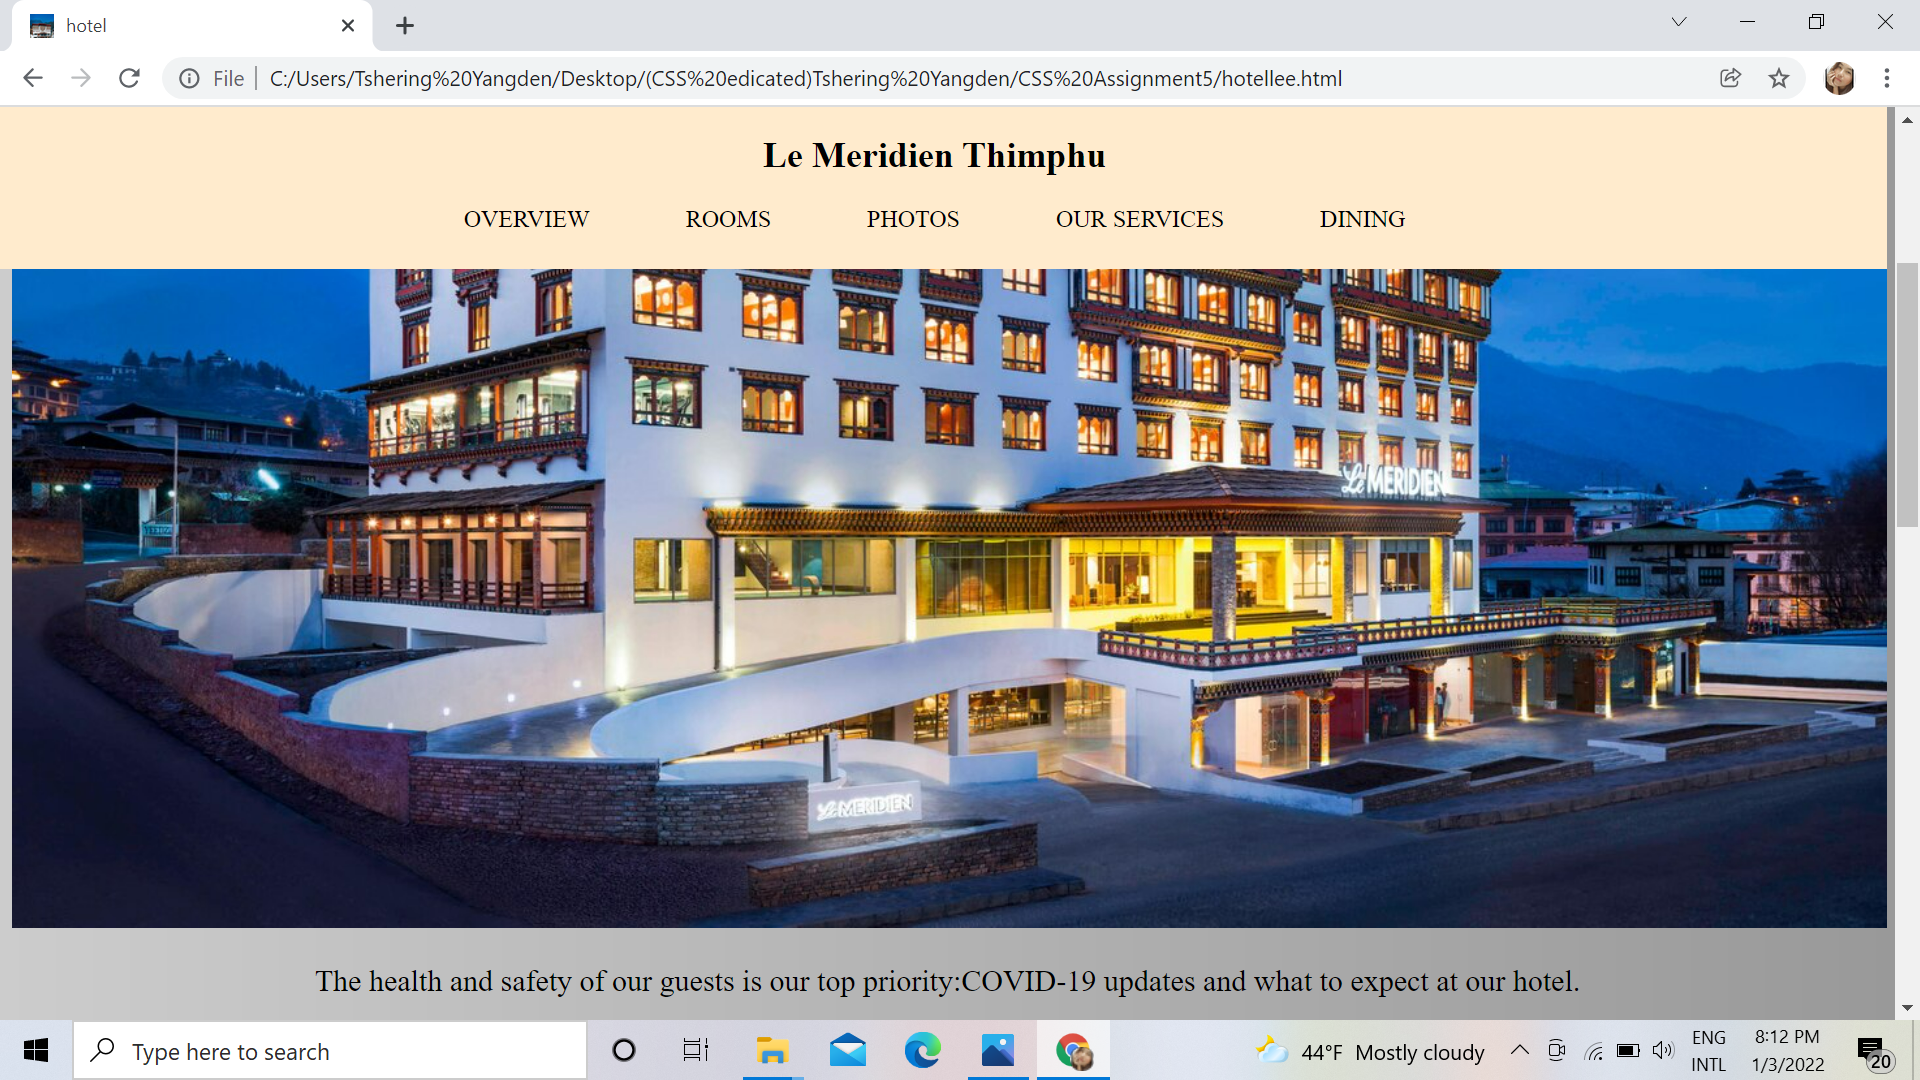 hotel
File
C:/Users/Tshering%20Yangden/Desktop/(CSS%20edicated)Tshering%20Yangden/CSS%20Assignment5/hotellee.html
Le Meridien Thimphu
OVERVIEW ROOMS PHOTOS OUR SERVICES DINING
Le MERIDIEN
Le MERIDIEN
The health and safety of our guests is our top priority:COVID-19 updates and what to expect at our hotel.
Type here to search
44°F Mostly cloudy
ENG
INTL
8:12 PM
1/3/2022
20